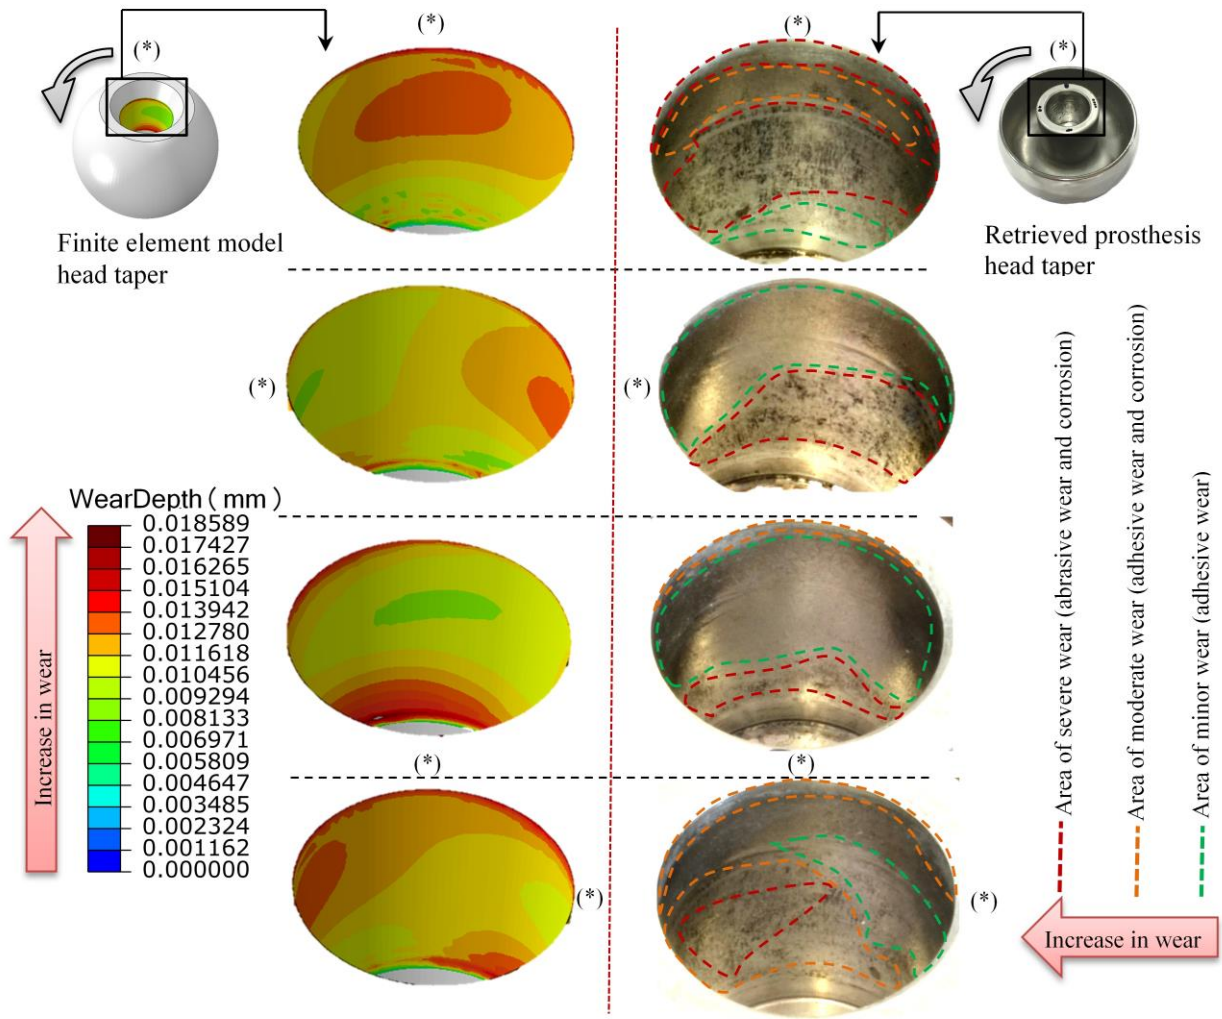 (*)
(*)
(*)
(*)
Finite element model
head taper
Retrieved prosthesis
head taper
(*)
(*)
WearDepth ( mm )
0.018589
0.017427
0.016265
0.015104
0.013942
0.012780
0.011618
0.010456
0.009294
0.008133
0.006971
0.005809
0.004647
0.003485
0.002324
0.001162
0.000000
Increase in wear
(*)
(*)
(*)
(*)
Area of severe wear (abrasive wear and corrosion)
Area of moderate wear (adhesive wear and corrosion)
Area of minor wear (adhesive wear)
Increase in wear